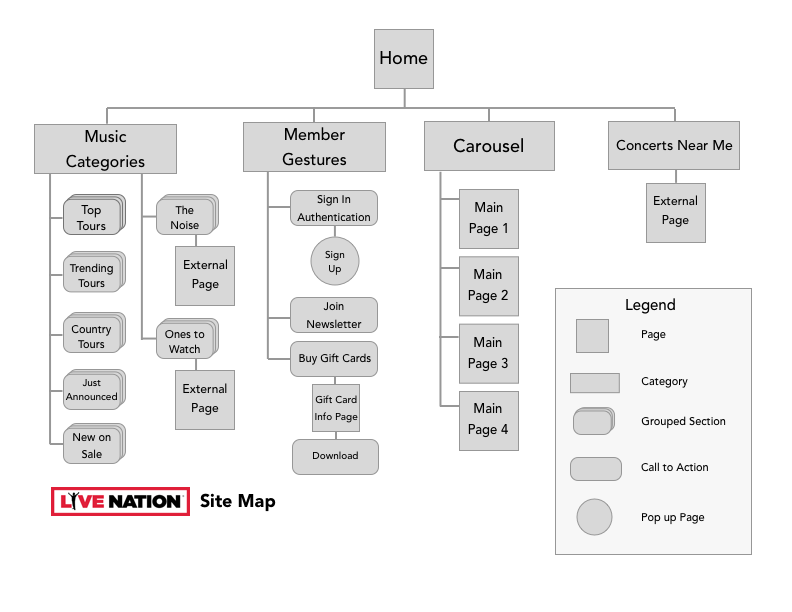 Home
Music
Categories
Member
Gestures
Carousel
Concerts Near Me
Top
Tours
Trending
Tours
Country
Tours
Just
Announced
New on
Sale
The
Noise
External
Page
Ones to
Watch
External
Page
Sign In
Authentication
Sign
Up
Join
Newsletter
Buy Gift Cards
Gift Card
Info Page
Download
Main
Page 1
Main
Page 2
Main
Page 3
Main
Page 4
External
Page
Legend
Page
Category
Grouped Section
Call to Action
Pop up Page
LIVE NATION Site Map